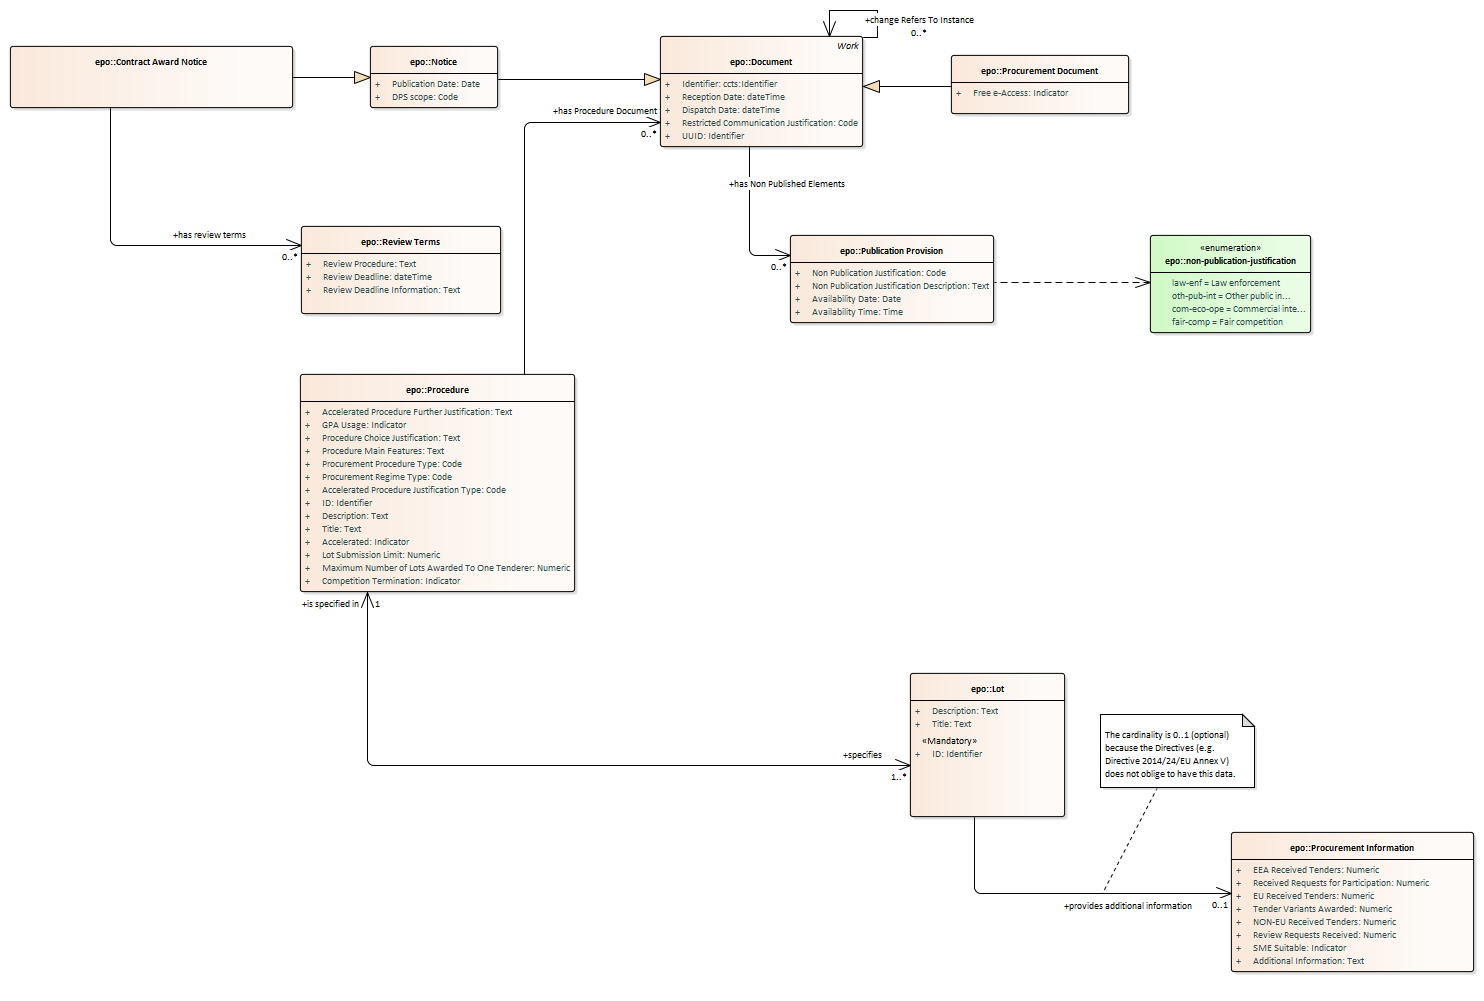 +change Refers To Instance
0..*
epo::Contract Award Notice
epo::Notice
+ Publication Date: Date
+ DPS scope: Code
Work
epo::Document
+ Identifier: ccts:Identifier
+ Reception Date: dateTime
+ Dispatch Date: dateTime
+ Restricted Communication Justification: Code
+ UUID: Identifier
epo::Procurement Document
+ Free e-Access: Indicator
+has Procedure Document
0..*
+has Non Published Elements
0..*
+has review terms
0..*
epo::Review Terms
+ Review Procedure: Text
+ Review Deadline: dateTime
+ Review Deadline Information: Text
epo::Publication Provision
+ Non Publication Justification: Code
+ Non Publication Justification Description: Text
+ Availability Date: Date
+ Availability Time: Time
«enumeration»
epo::non-publication-justification
law-enf = Law enforcement
oth-pub-int = Other public in...
com-eco-ope = Commercial inte...
fair-comp = Fair competition
epo::Procedure
+ Accelerated Procedure Further Justification: Text
+ GPA Usage: Indicator
+ Procedure Choice Justification: Text
+ Procedure Main Features: Text
+ Procurement Procedure Type: Code
+ Procurement Regime Type: Code
+ Accelerated Procedure Justification Type: Code
+ ID: Identifier
+ Description: Text
+ Title: Text
+ Accelerated: Indicator
+ Lot Submission Limit: Numeric
+ Maximum Number of Lots Awarded To One Tenderer: Numeric
+ Competition Termination: Indicator
+is specified in 1
+specifies
1..*
epo::Lot
+ Description: Text
+ Title: Text
«Mandatory»
+ ID: Identifier
The cardinality is 0..1 (optional)
because the Directives (e.g.
Directive 2014/24/EU Annex V)
does not oblige to have this data.
+provides additional information
0..1
epo::Procurement Information
+ EEA Received Tenders: Numeric
+ Received Requests for Participation: Numeric
+ EU Received Tenders: Numeric
+ Tender Variants Awarded: Numeric
+ NON-EU Received Tenders: Numeric
+ Review Requests Received: Numeric
+ SME Suitable: Indicator
+ Additional Information: Text